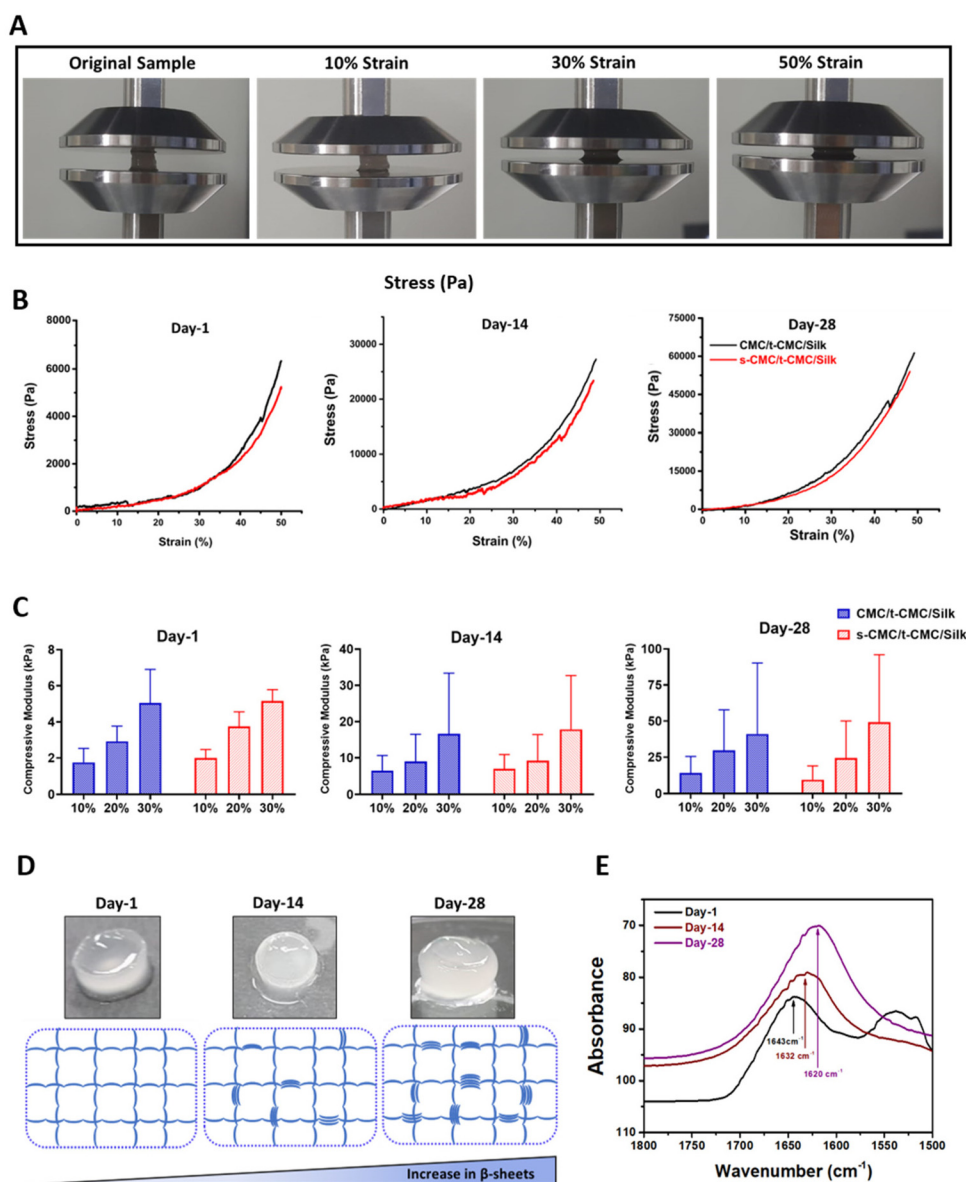 A
Original Sample 10% Strain 30% Strain 50% Strain
B
Stress (Pa)
Day-1
Stress (Pa)
8000
6000
4000
2000
0
0 10 20 30 40 50
Strain (%)
Day-14
Stress (Pa)
30000
25000
20000
15000
10000
5000
0
0 10 20 30 40 50
Strain (%)
Day-28
CMC/t-CMC/Silk
s-CMC/t-CMC/Silk
Stress (Pa)
75000
60000
45000
30000
15000
0
0 10 20 30 40 50
Strain (%)
C
CMC/t-CMC/Silk
s-CMC/t-CMC/Silk
Day-1
Compressive Modulus (kPa)
8
6
4
2
0
10% 20% 30% 10% 20% 30%
Day-14
Compressive Modulus (kPa)
40
30
20
10
0
10% 20% 30% 10% 20% 30%
Day-28
Compressive Modulus (kPa)
100
75
50
25
0
10% 20% 30% 10% 20% 30%
D
Day-1 Day-14 Day-28
Increase in β-sheets
E
Day-1
Day-14
Day-28
Absorbance
70
80
90
100
110
1643cm-1
1632 cm-1
1620 cm-1
1800 1700 1600 1500
Wavenumber (cm-1)